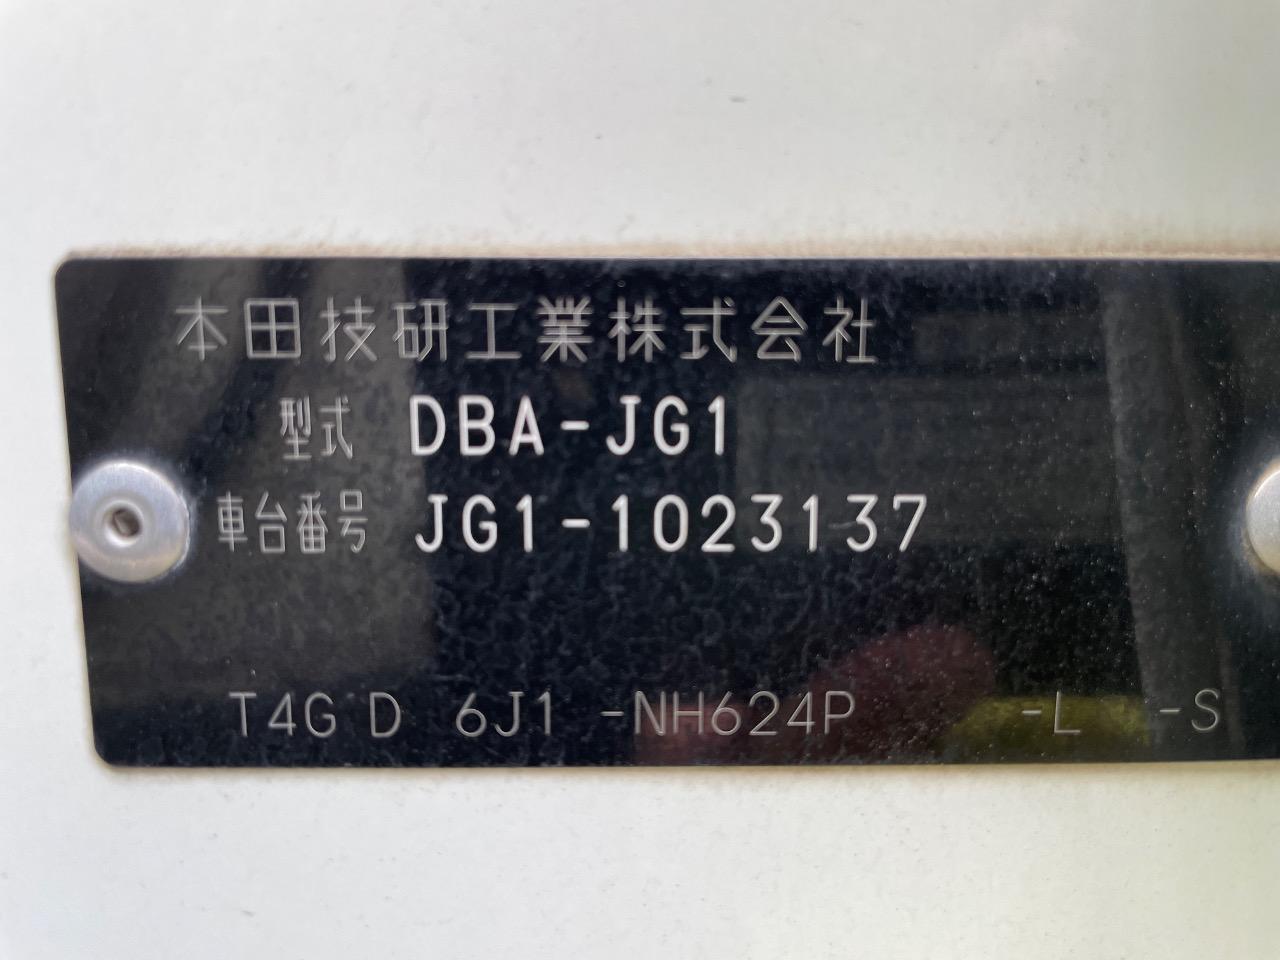 本田技研工業株式会社
型式 DBA-JG1
車台番号 JG1-1023137
T4GD 6J1 -NH624P -L -S